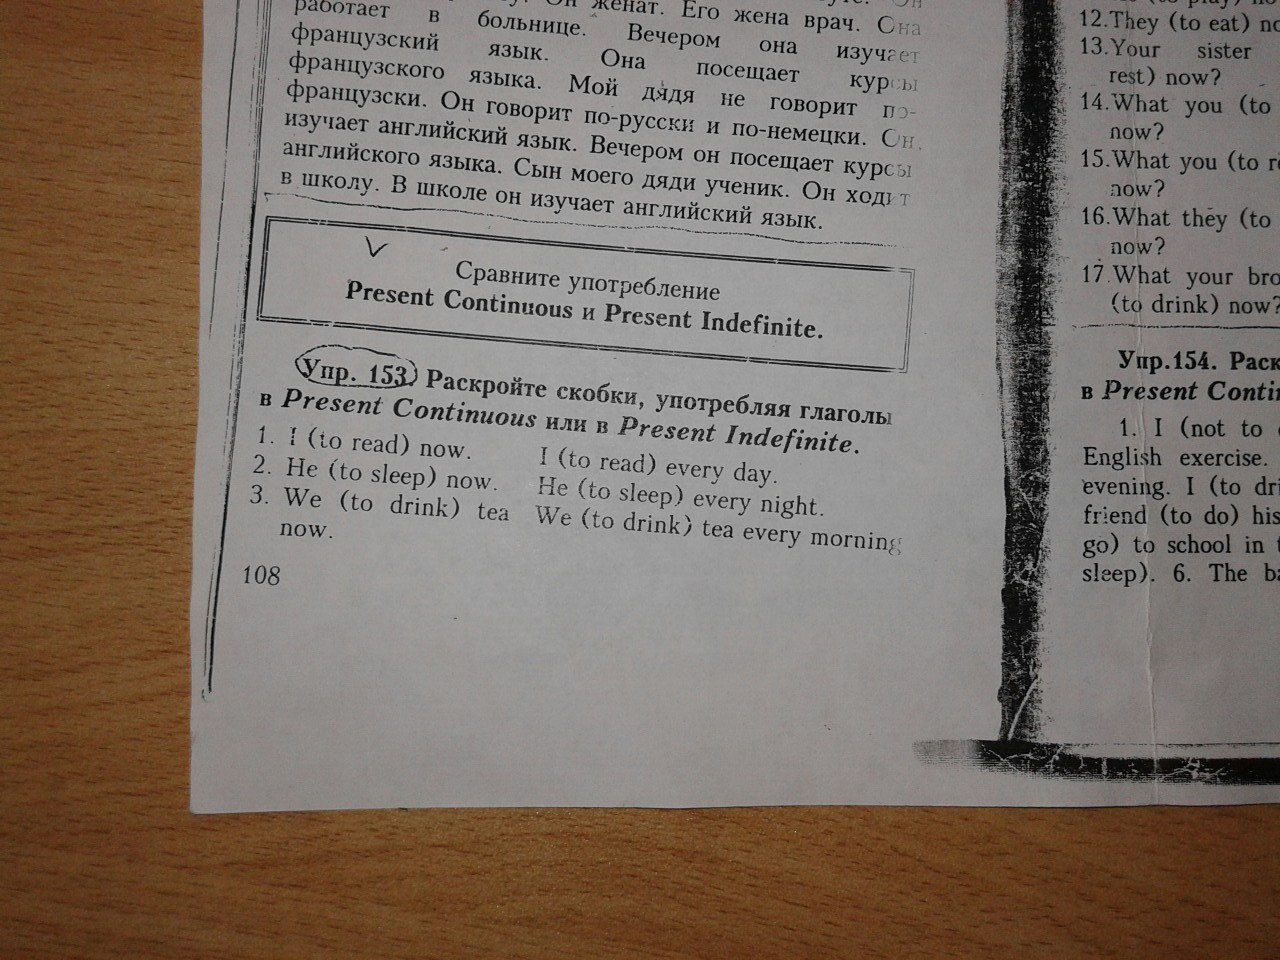 женат. Его жена врач. Она
работает в больнице. Вечером она изучает
французский язык. Она посещает курсы
французского языка. Мой дядя не говорит по-
французски. Он говорит по-русски и по-немецки. Он
изучает английский язык. Вечером он посещает курсы
английского языка. Сын моего дяди ученик. Он ходит
в школу. В школе он изучает английский язык.
Сравните употребление
Present Continuous и Present Indefinite.
Упр. 153. Раскройте скобки, употребляя глаголы
в Present Continuous или в Present Indefinite.
1. I (to read) now. I (to read) every day.
2. He (to sleep) now. He (to sleep) every night.
3. We (to drink) tea We (to drink) tea every morning
now.
108
12. They (to eat)
13. Your sister
rest) now?
14. What you (to
now?
15. What you (to
now?
16. What they (to
now?
17. What your
(to drink) now?
Упр.154.
в Present
1. I (not to
English exercise.
evening. I (to
friend (to do) his
go) to school in
sleep). 6. The